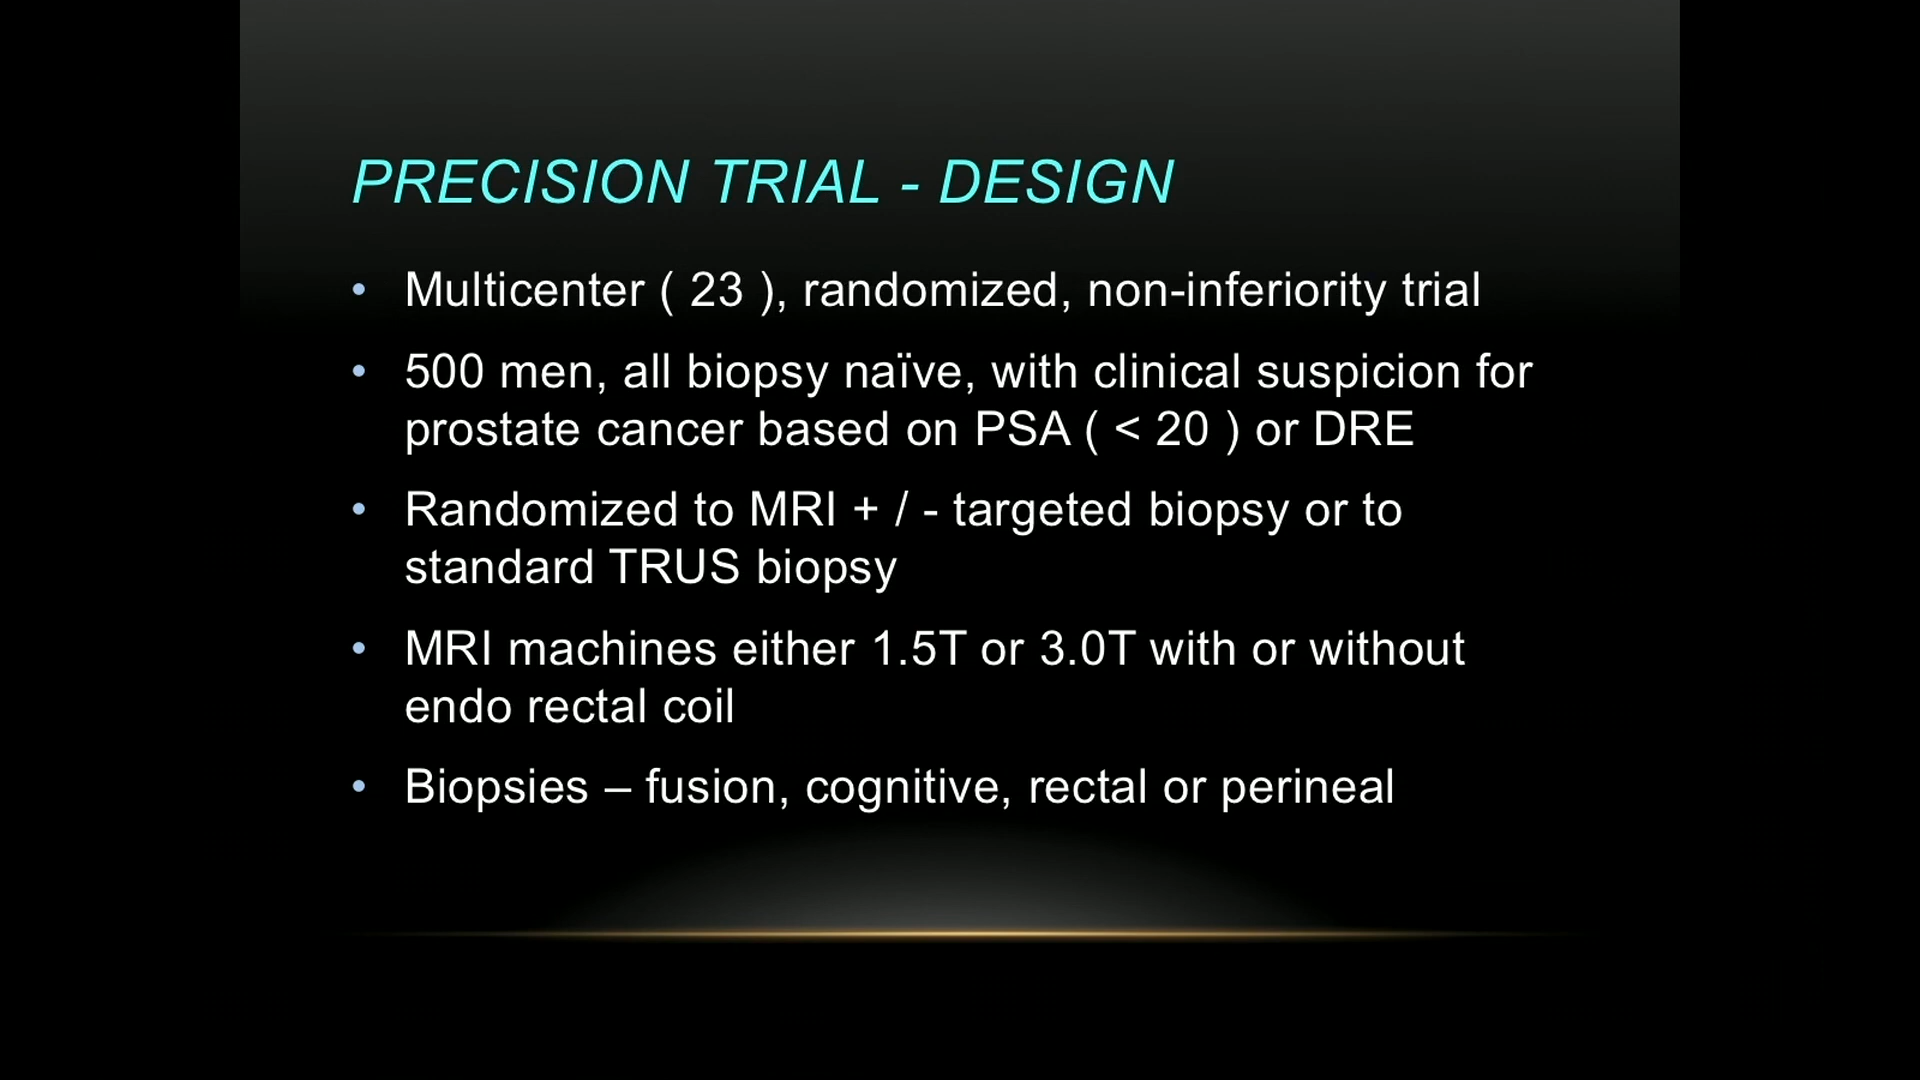 PRECISION TRIAL - DESIGN
• Multicenter ( 23 ), randomized, non-inferiority trial
• 500 men, all biopsy naïve, with clinical suspicion for
prostate cancer based on PSA ( < 20 ) or DRE
• Randomized to MRI + / - targeted biopsy or to
standard TRUS biopsy
• MRI machines either 1.5T or 3.0T with or without
endo rectal coil
• Biopsies – fusion, cognitive, rectal or perineal